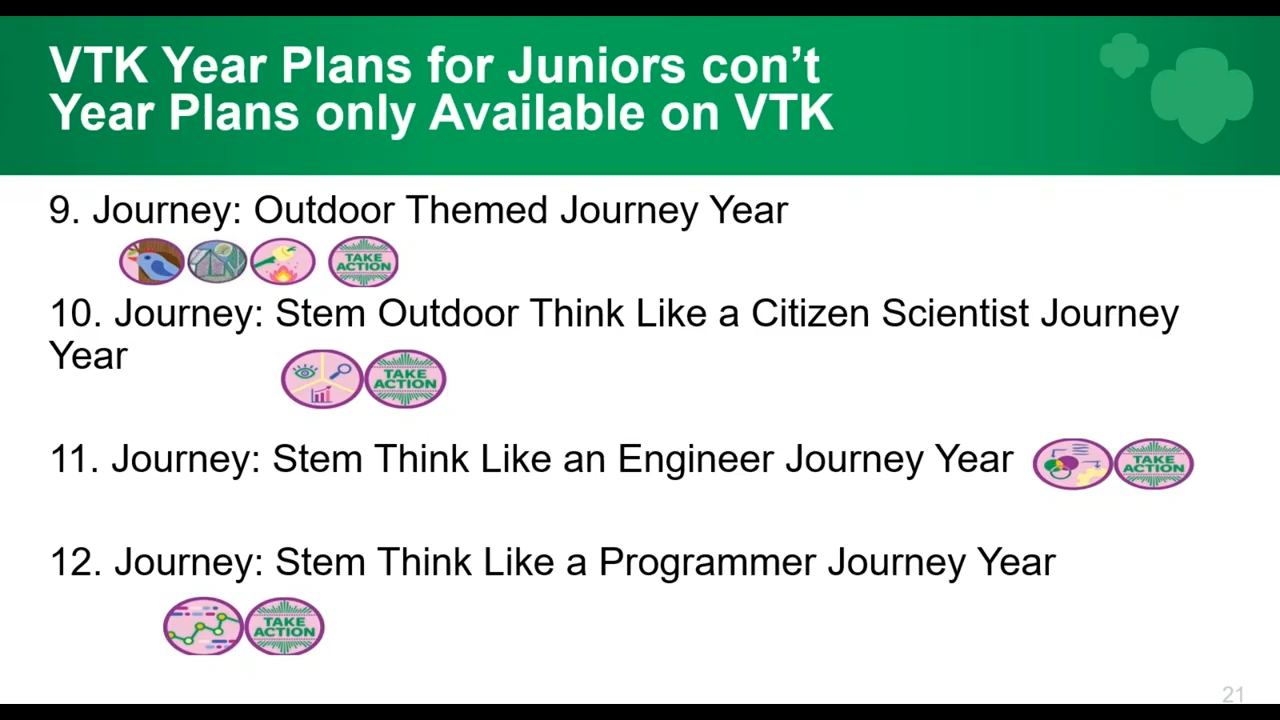 VTK Year Plans for Juniors con’t
Year Plans only Available on VTK
9. Journey: Outdoor Themed Journey Year
TAKE
ACTION
10. Journey: Stem Outdoor Think Like a Citizen Scientist Journey
Year
TAKE
ACTION
11. Journey: Stem Think Like an Engineer Journey Year
TAKE
ACTION
12. Journey: Stem Think Like a Programmer Journey Year
TAKE
ACTION
21